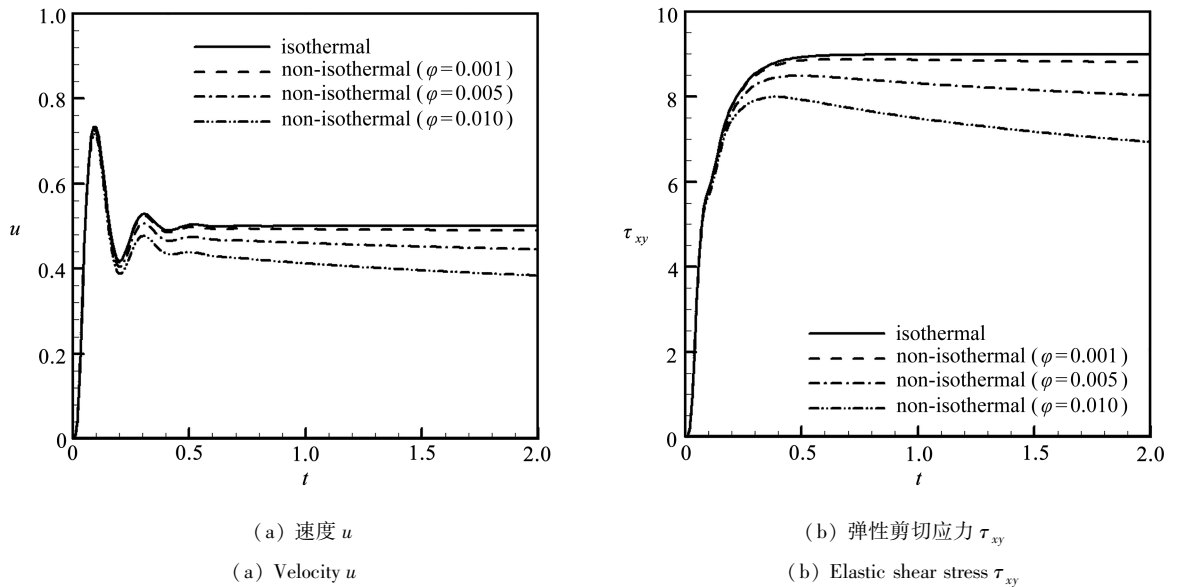 1.0
0.8
0.6
0.4
0.2
0
u
isothermal
non-isothermal (φ=0.001)
non-isothermal (φ=0.005)
non-isothermal (φ=0.010)
0 0.5 1.0 1.5 2.0
t
(a) 速度 u
(a) Velocity u
10
8
6
4
2
0
τxy
isothermal
non-isothermal (φ=0.001)
non-isothermal (φ=0.005)
non-isothermal (φ=0.010)
0 0.5 1.0 1.5 2.0
t
(b) 弹性剪切应力 τxy
(b) Elastic shear stress τxy